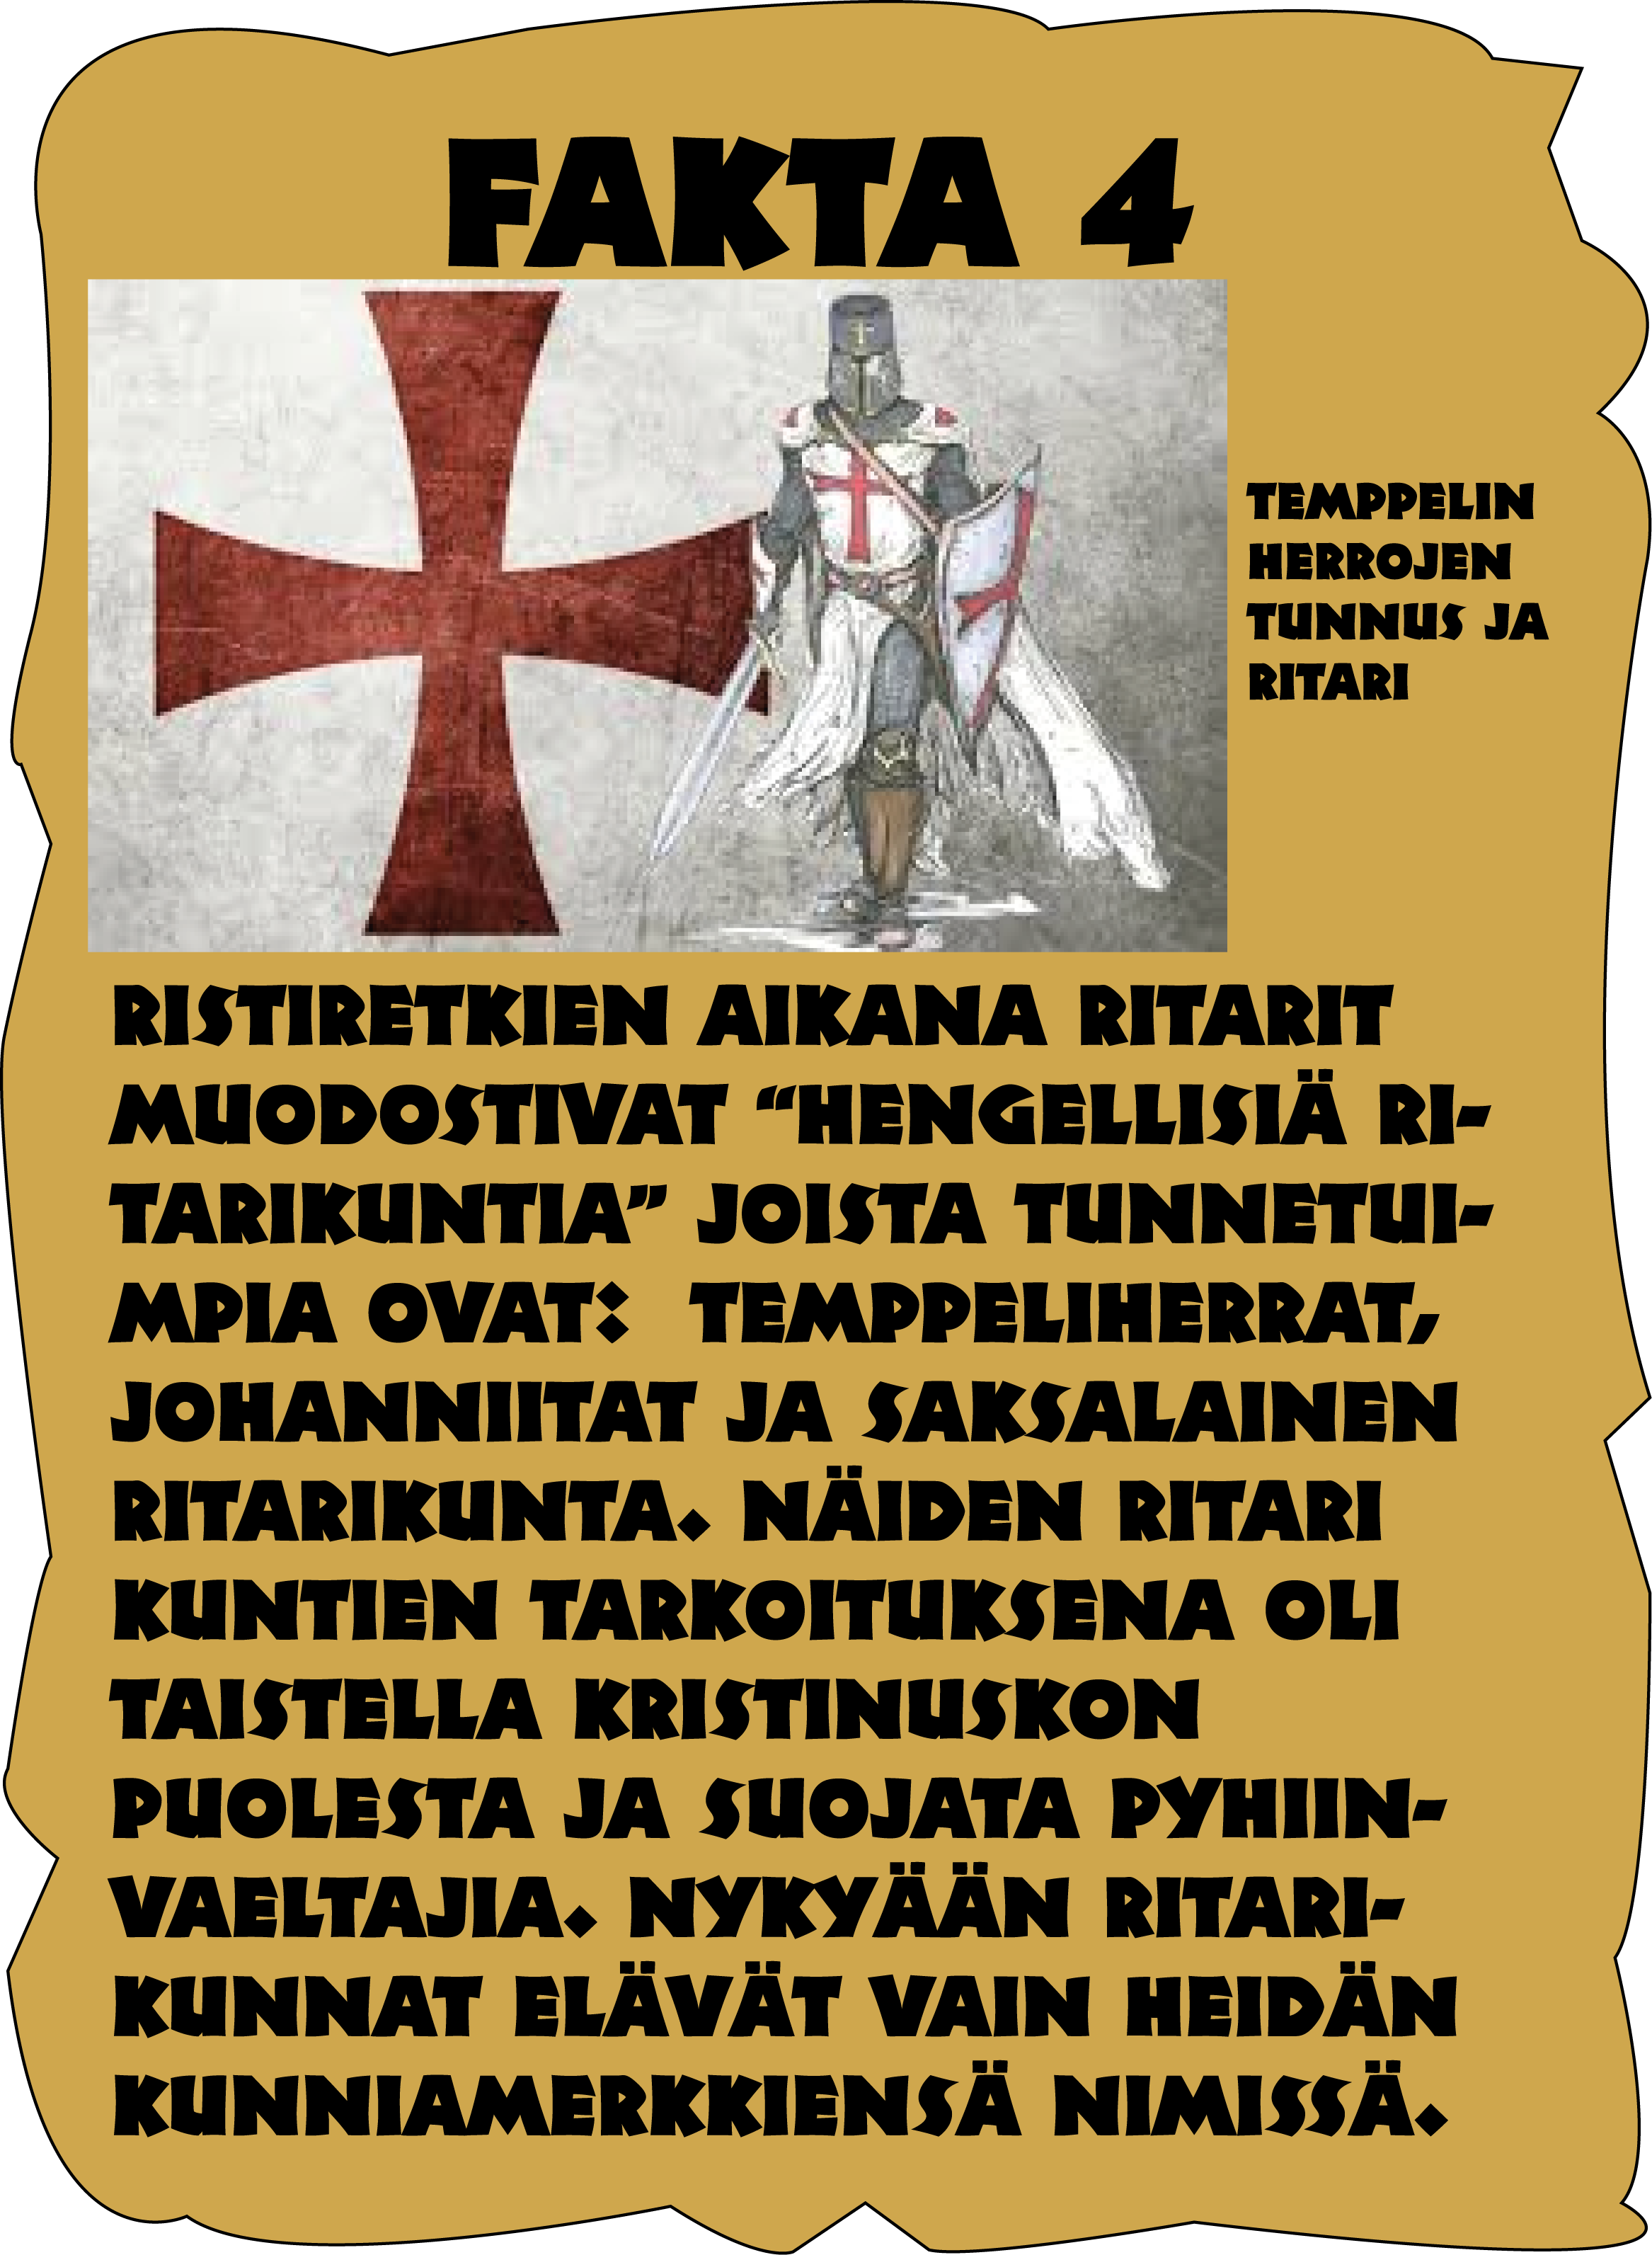 FAKTA 4
TEMPPELIN
HERROJEN
TUNNUS JA
RITARI
RISTIRETKIEN AIKANA RITARIT
MUODOSTIVAT “HENGELLISIÄ RI-
TARIKUNTIA” JOISTA TUNNETUI-
MPIA OVAT: TEMPPELIHERRAT,
JOHANNIITAT JA SAKSALAINEN
RITARIKUNTA. NÄIDEN RITARI
KUNTIEN TARKOITUKSENA OLI
TAISTELLA KRISTINUSKON
PUOLESTA JA SUOJATA PYHIIN-
VAELTAJIA. NYKYÄÄN RITARI-
KUNNAT ELÄVÄT VAIN HEIDÄN
KUNNIAMERKKIENSÄ NIMISSÄ.